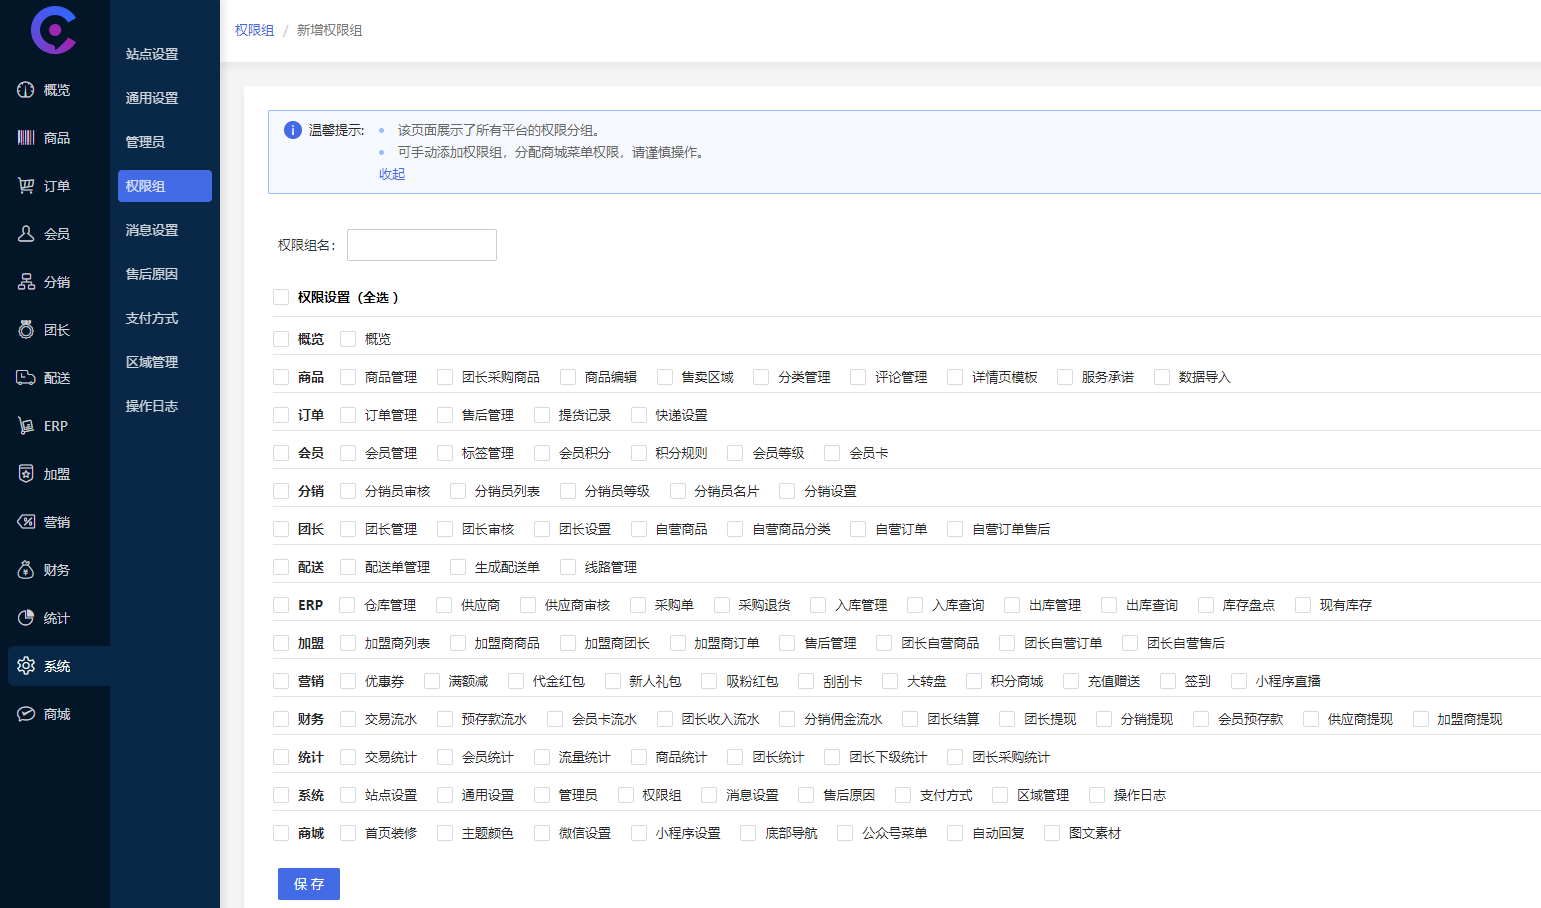 概览
商品
订单
会员
分销
团长
配送
ERP
加盟
营销
财务
统计
系统
商城
站点设置
通用设置
管理员
权限组
消息设置
售后原因
支付方式
区域管理
操作日志
权限组 / 新增权限组
温馨提示: 该页面展示了所有平台的权限分组。
可手动添加权限组，分配商城菜单权限，请谨慎操作。
收起
权限组名：
权限设置（全选 ）
概览 概览
商品 商品管理 团长采购商品 商品编辑 售卖区域 分类管理 评论管理 详情页模板 服务承诺 数据导入
订单 订单管理 售后管理 提货记录 快递设置
会员 会员管理 标签管理 会员积分 积分规则 会员等级 会员卡
分销 分销员审核 分销员列表 分销员等级 分销员名片 分销设置
团长 团长管理 团长审核 团长设置 自营商品 自营商品分类 自营订单 自营订单售后
配送 配送单管理 生成配送单 线路管理
ERP 仓库管理 供应商 供应商审核 采购单 采购退货 入库管理 入库查询 出库管理 出库查询 库存盘点 现有库存
加盟 加盟商列表 加盟商商品 加盟商团长 加盟商订单 售后管理 团长自营商品 团长自营订单 团长自营售后
营销 优惠券 满额减 代金红包 新人礼包 吸粉红包 刮刮卡 大转盘 积分商城 充值赠送 签到 小程序直播
财务 交易流水 预存款流水 会员卡流水 团长收入流水 分销佣金流水 团长结算 团长提现 分销提现 会员预存款 供应商提现 加盟商提现
统计 交易统计 会员统计 流量统计 商品统计 团长统计 团长下级统计 团长采购统计
系统 站点设置 通用设置 管理员 权限组 消息设置 售后原因 支付方式 区域管理 操作日志
商城 首页装修 主题颜色 微信设置 小程序设置 底部导航 公众号菜单 自动回复 图文素材
保 存